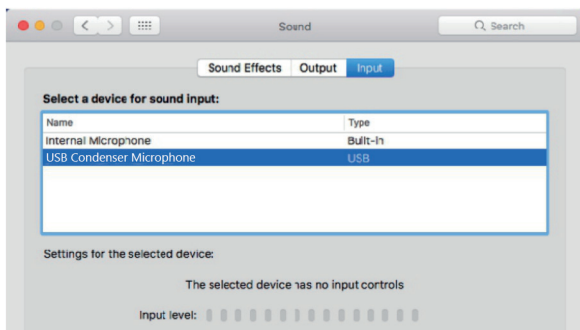 Sound
Search
Sound Effects Output Input
Select a device for sound input:
Name Type
Internal Microphone Built-in
USB Condenser Microphone USB
Settings for the selected device:
The selected device has no input controls
Input level: